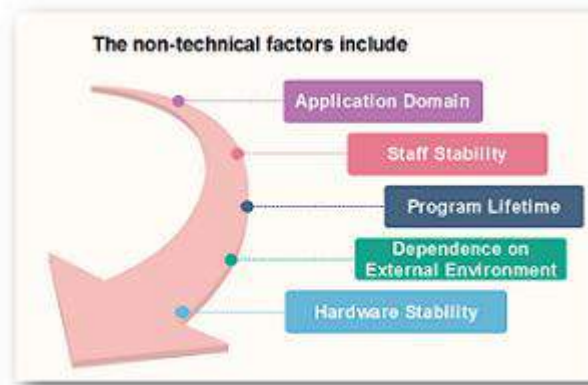 The non-technical factors include
Application Domain
Staff Stability
Program Lifetime
Dependence on
External Environment
Hardware Stability